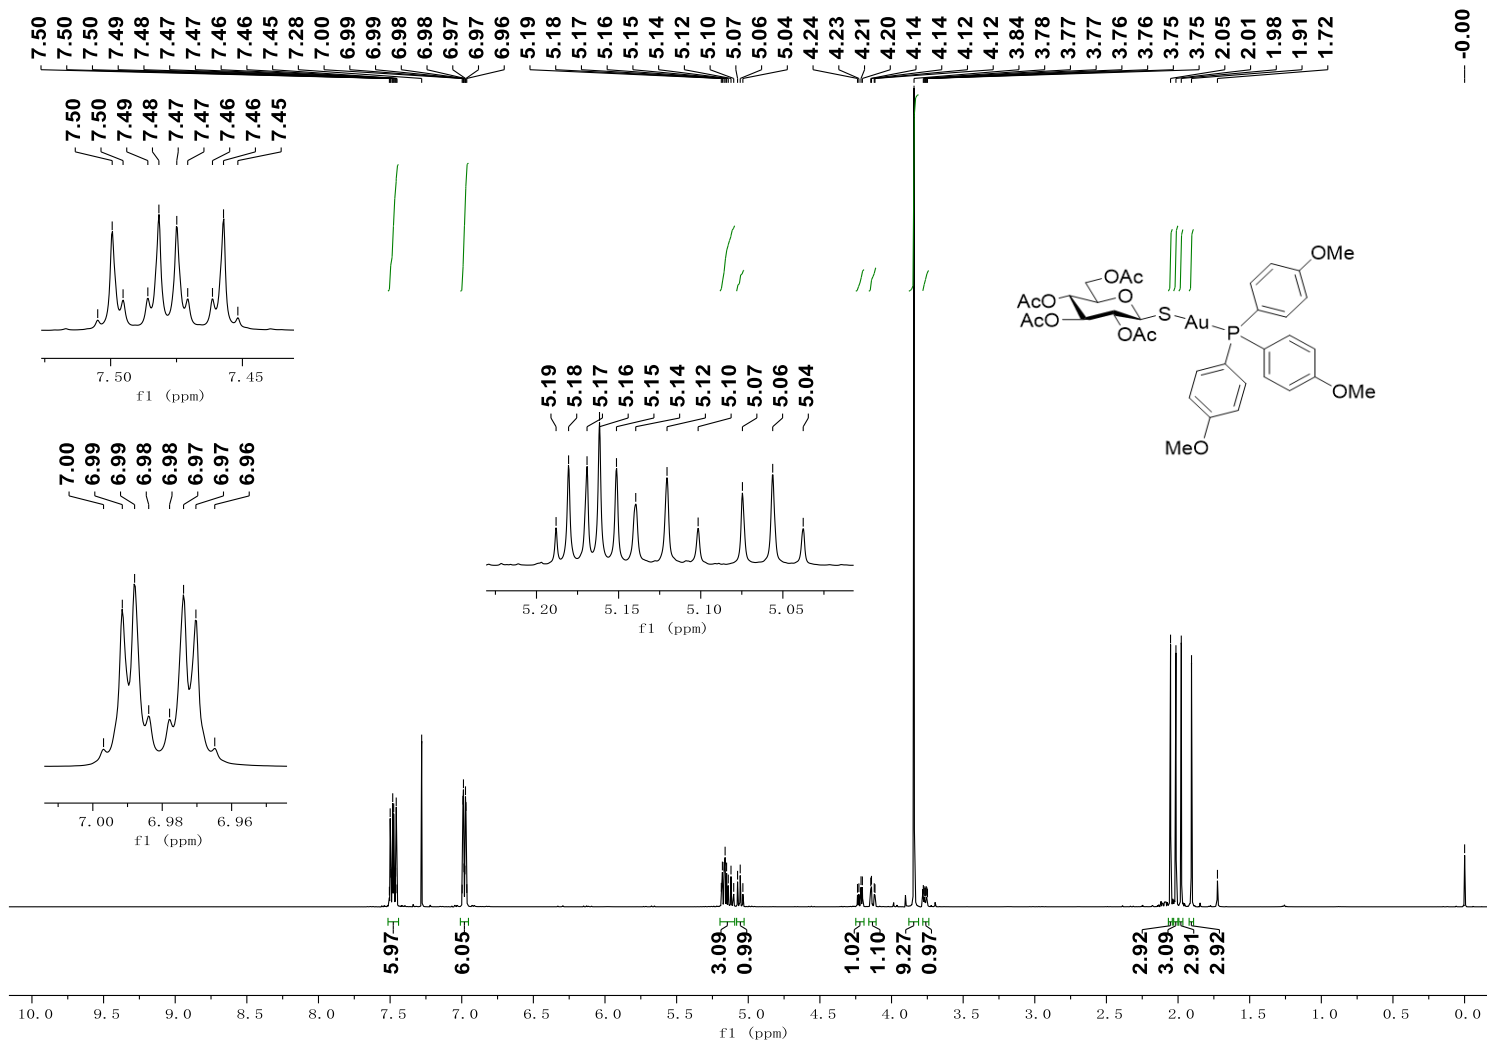 7.50 7.50 7.50 7.49 7.48 7.47 7.47 7.46 7.46 7.45 7.28 7.00 6.99 6.99 6.98 6.98 6.97 6.97 6.96 5.19 5.18 5.17 5.16 5.15 5.14 5.12 5.10 5.07 5.06 5.04 4.24 4.23 4.21 4.20 4.14 4.14 4.12 4.12 3.84 3.78 3.77 3.77 3.76 3.76 3.75 3.75 2.05 2.01 1.98 1.91 1.72 -0.00
7.50 7.50 7.49 7.48 7.47 7.47 7.46 7.46 7.45
7.50 7.45
f1 (ppm)
7.00 6.99 6.99 6.98 6.98 6.97 6.97 6.96
7.00 6.98 6.96
f1 (ppm)
5.19 5.18 5.17 5.16 5.15 5.14 5.12 5.10 5.07 5.06 5.04
5.20 5.15 5.10 5.05
f1 (ppm)
OMe
OAc
AcO
O
AcO
S
Au
OAc
P
OMe
MeO
5.97 6.05 3.09 0.99 1.02 1.10 9.27 0.97 2.92 3.09 2.91 2.92
10.0 9.5 9.0 8.5 8.0 7.5 7.0 6.5 6.0 5.5 5.0 4.5 4.0 3.5 3.0 2.5 2.0 1.5 1.0 0.5 0.0
f1 (ppm)